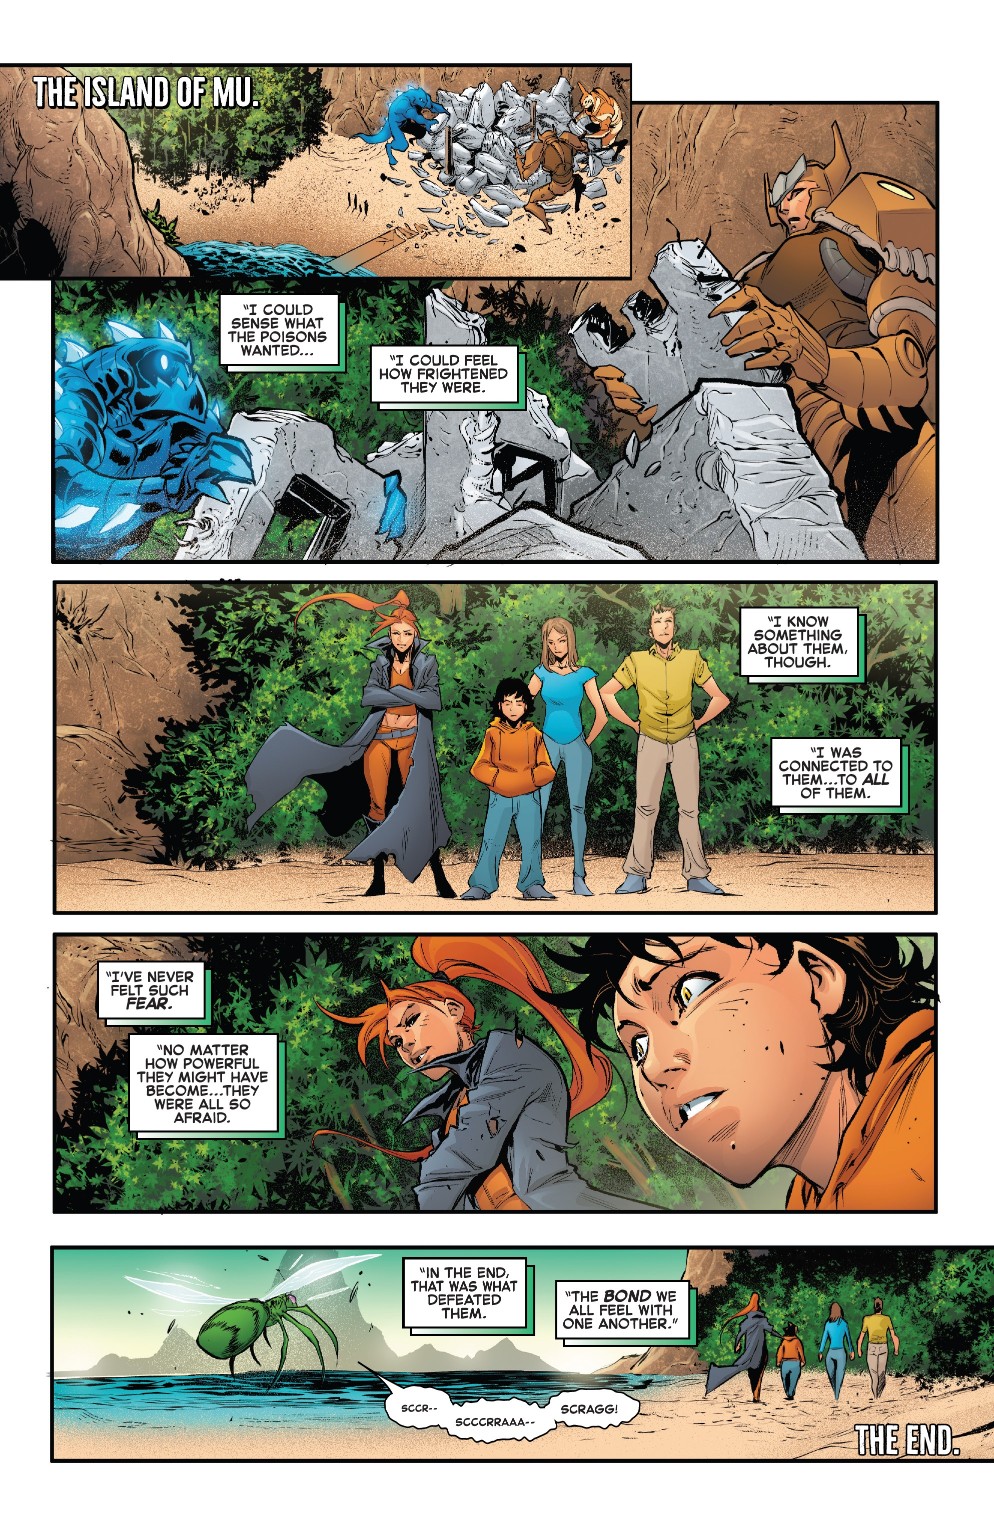 THE ISLAND OF MU.
"I COULD
SENSE WHAT
THE POISONS
WANTED...
"I COULD FEEL
HOW FRIGHTENED
THEY WERE.
"I KNOW
SOMETHING
ABOUT THEM,
THOUGH.
"I WAS
CONNECTED TO
THEM...TO ALL
OF THEM.
"I'VE NEVER
FELT SUCH
FEAR.
"NO MATTER
HOW POWERFUL
THEY MIGHT HAVE
BECOME...THEY
WERE ALL SO
AFRAID.
"IN THE END,
THAT WAS WHAT
DEFEATED
THEM.
"THE BOND WE
ALL FEEL WITH
ONE ANOTHER."
SCCR--
SCCCRRAAA--
SCRAGG!
THE END.